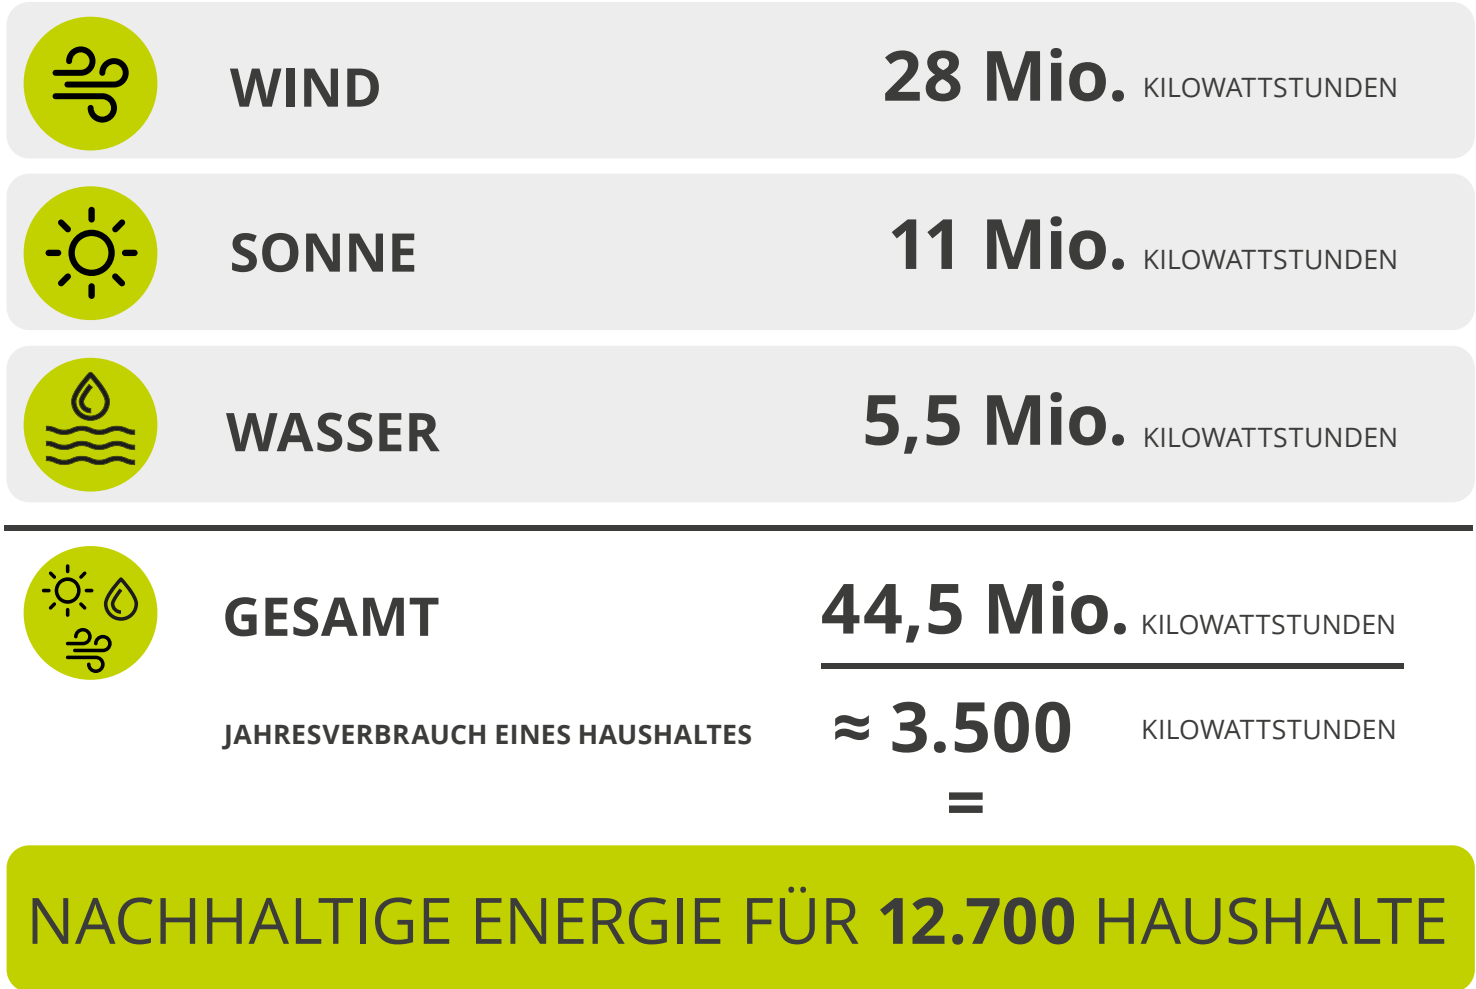 WIND 28 Mio. KILOWATTSTUNDEN
SONNE 11 Mio. KILOWATTSTUNDEN
WASSER 5,5 Mio. KILOWATTSTUNDEN
GESAMT 44,5 Mio. KILOWATTSTUNDEN
JAHRESVERBRAUCH EINES HAUSHALTES ≈ 3.500 KILOWATTSTUNDEN
=
NACHHALTIGE ENERGIE FÜR 12.700 HAUSHALTE